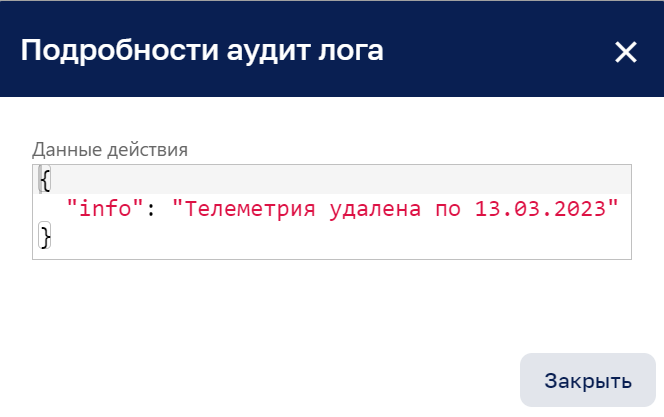 Подробности аудит лога
Данные действия
{
"info": "Телеметрия удалена по 13.03.2023"
}
Закрыть